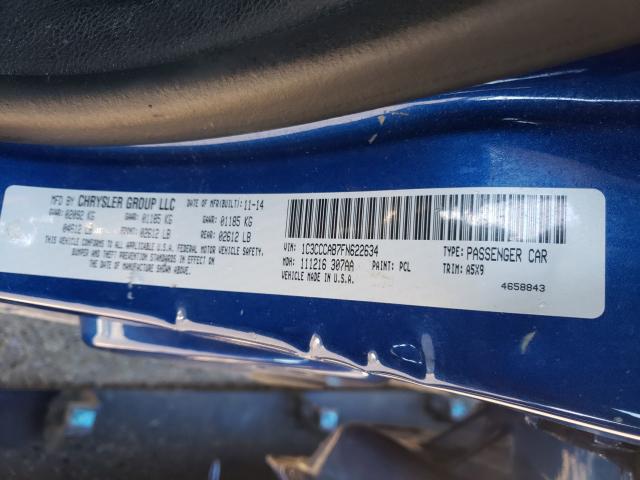 MFD BY CHRYSLER GROUP LLC DATE OF MFR(BUILT): 11-14
GVWR: 02092 KG GAWR: 01185 KG GAWR: 01185 KG
04612 LB FRONT: 02612 LB REAR: 02612 LB
THIS VEHICLE CONFORMS TO ALL APPLICABLE U.S.A. FEDERAL MOTOR VEHICLE SAFETY,
BUMPER AND THEFT PREVENTION STANDARDS IN EFFECT ON THE
DATE OF MANUFACTURE SHOWN ABOVE.
VIN: 1C3CCCAB7FN622634 TYPE: PASSENGER CAR
MDH: 111216 307AA PAINT: PCL TRIM: A5X9
VEHICLE MADE IN U.S.A. 4658843